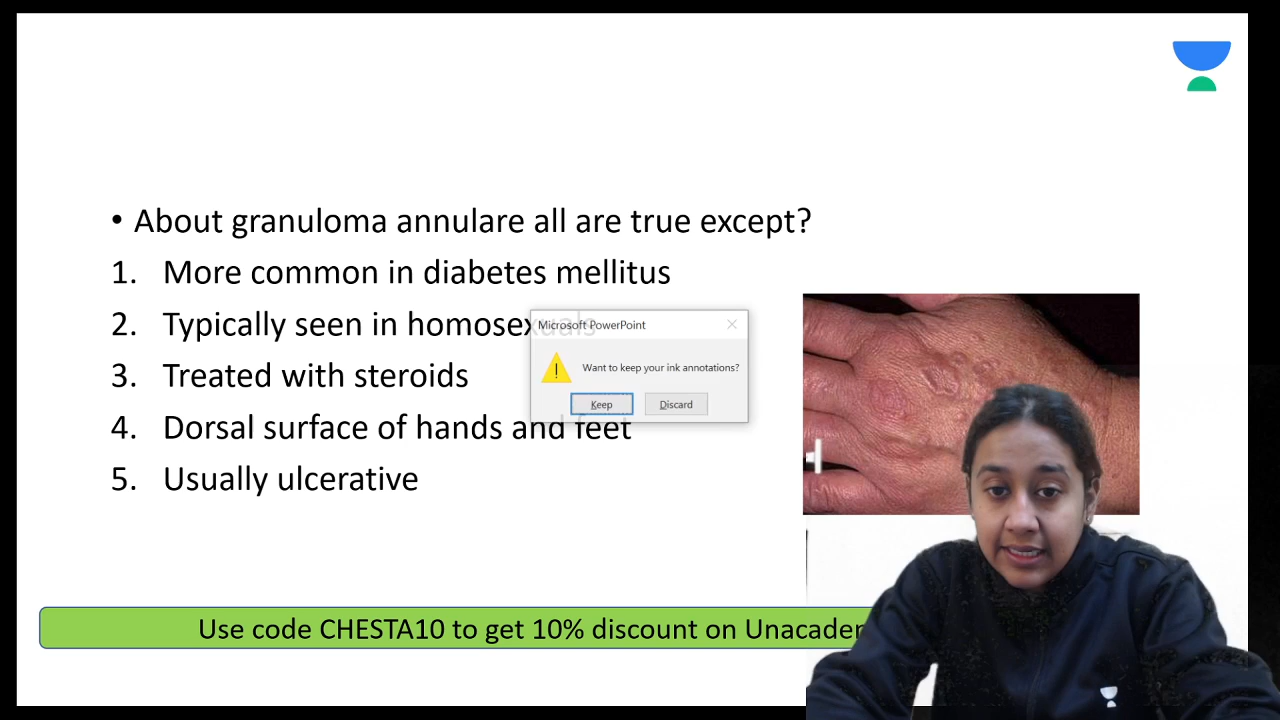 • About granuloma annulare all are true except?
1. More common in diabetes mellitus
2. Typically seen in homosexuals
Microsoft PowerPoint
Want to keep your ink annotations?
Keep
Discard
3. Treated with steroids
4. Dorsal surface of hands and feet
5. Usually ulcerative
Use code CHESTA10 to get 10% discount on